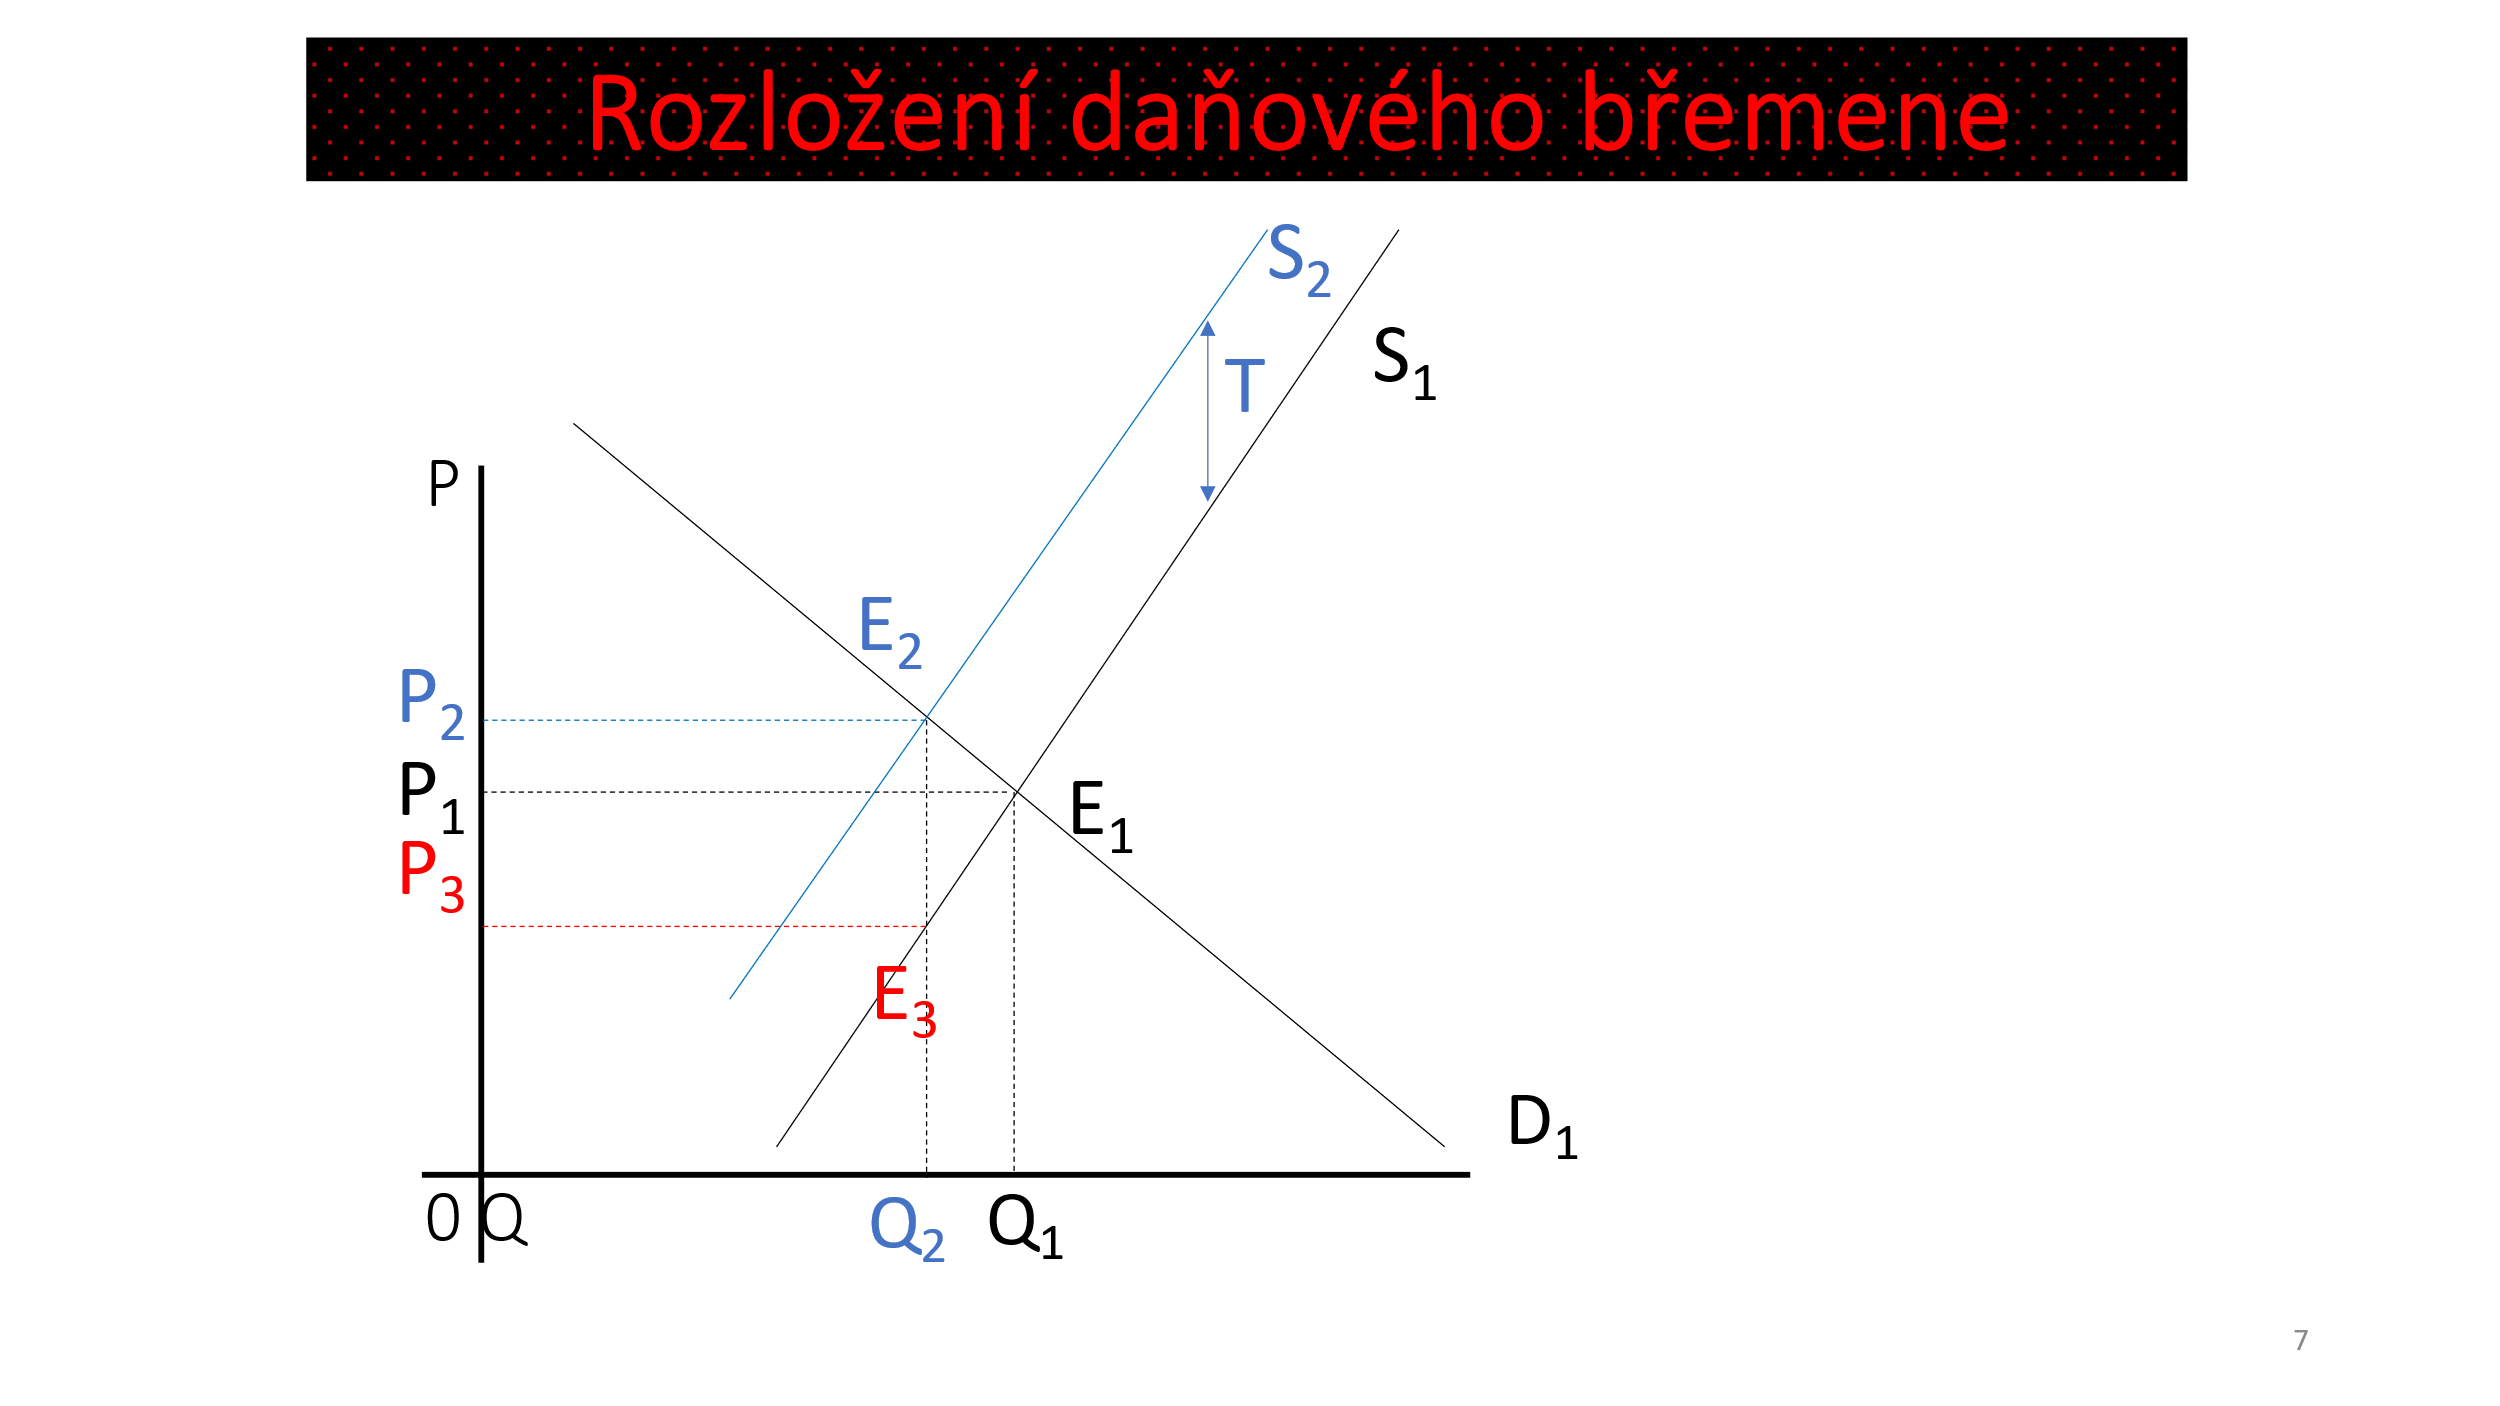 Rozložení daňového břemene
S₂
S₁
T
P
E₂
P₂
P₁
E₁
P₃
E₃
D₁
0 Q
Q₂
Q₁
7